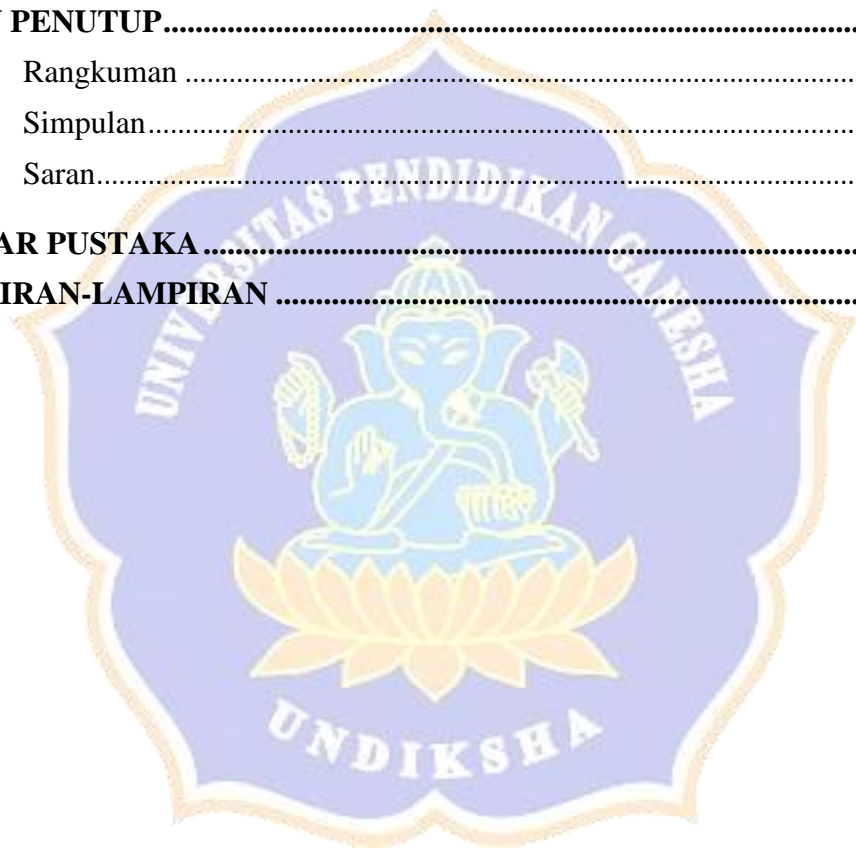 PENUTUP
Rangkuman
Simpulan
Saran
AR PUSTAKA
IRAN-LAMPIRAN
UNIVERSITAS PENDIDIKAN GANESHA
UNDIKSHA